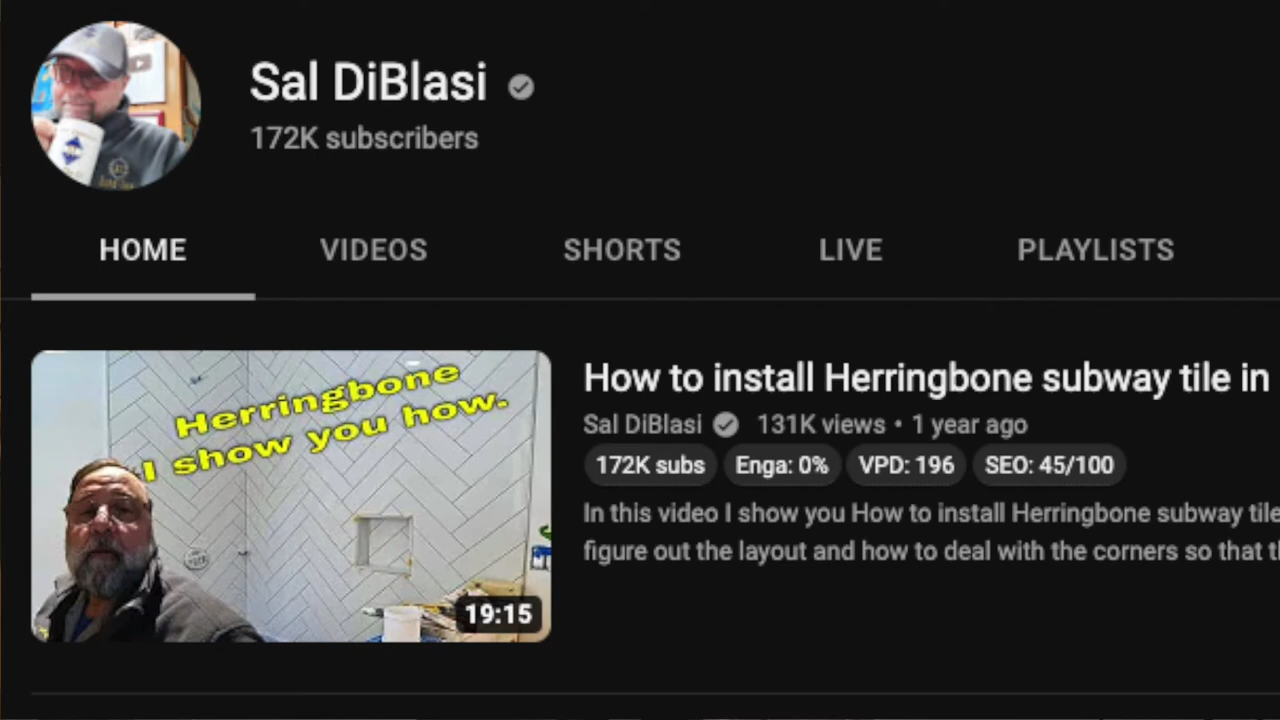 Sal DiBlasi
172K subscribers
HOME VIDEOS SHORTS LIVE PLAYLISTS
Herringbone
I show you how.
19:15
How to install Herringbone subway tile in
Sal DiBlasi 131K views • 1 year ago
172K subs Enga: 0% VPD: 196 SEO: 45/100
In this video I show you How to install Herringbone subway tile
figure out the layout and how to deal with the corners so that